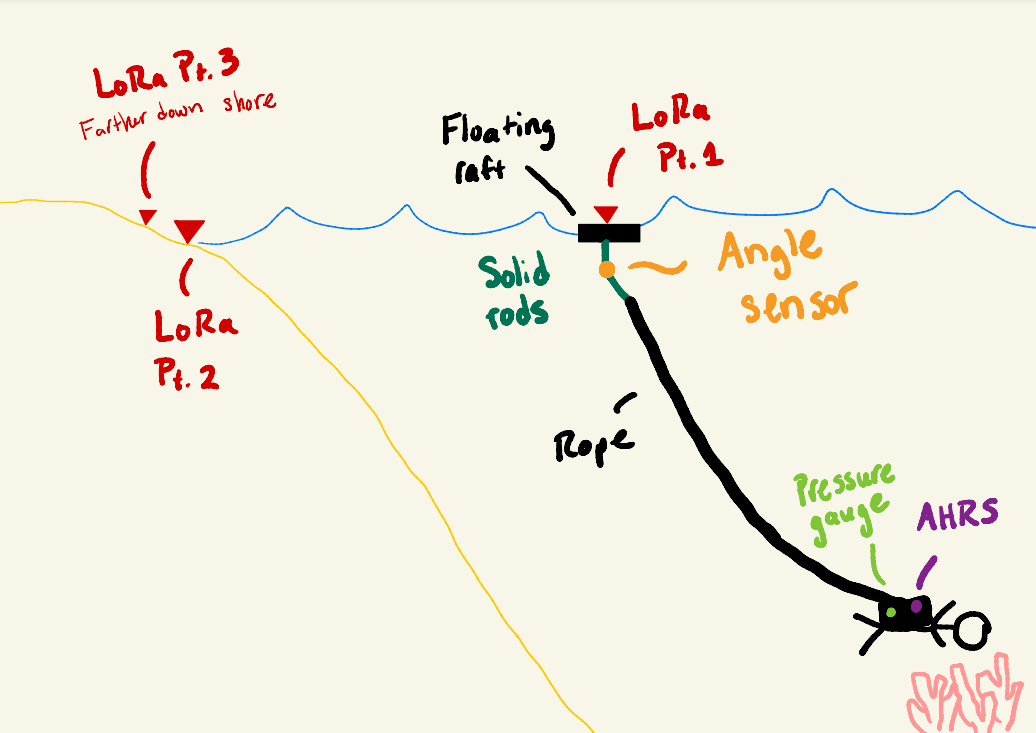 LoRa Pt. 3
Farther down shore
Floating
raft
LoRa
Pt. 1
Solid
rods
Angle
sensor
LoRa
Pt. 2
Rope
Pressure
gauge
AHRS